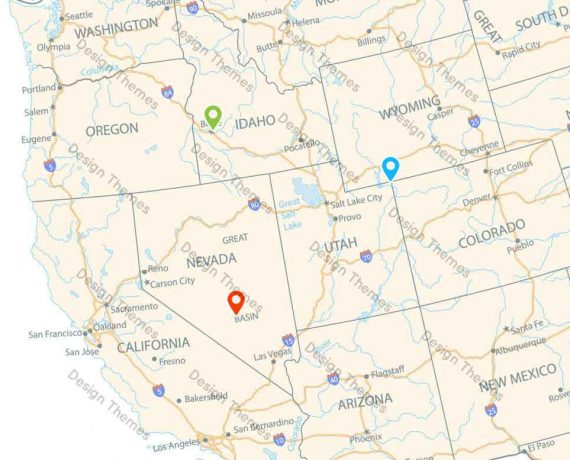 Spokane
Seattle
WASHINGTON
Olympia
Missoula
Helena
Butte
Billings
GREAT
SOUTH D
Rapid City
Columbia
Portland
Salem
Eugene
OREGON
84
IDAHO
Pocatello
WYOMING
Casper
25
Cheyenne
Fort Collins
5
80
Great
Salt
Lake
Salt Lake City
Provo
Denver
COLORADO
Pueblo
UTAH
70
GREAT
NEVADA
BASIN
Reno
Carson City
Sacramento
San Francisco
Oakland
San Jose
CALIFORNIA
Fresno
Las Vegas
15
Santa Fe
Albuquerque
Flagstaff
40
ARIZONA
NEW MEXICO
Bakersfield
5
San Bernardino
Los Angeles
10
Colorado
Phoenix
25
Rosw
El Paso
Design Themes
Design Themes
Design Themes
Design Themes
Design Themes
Design Themes
Design Themes
Design Themes
Design Themes
Design Themes